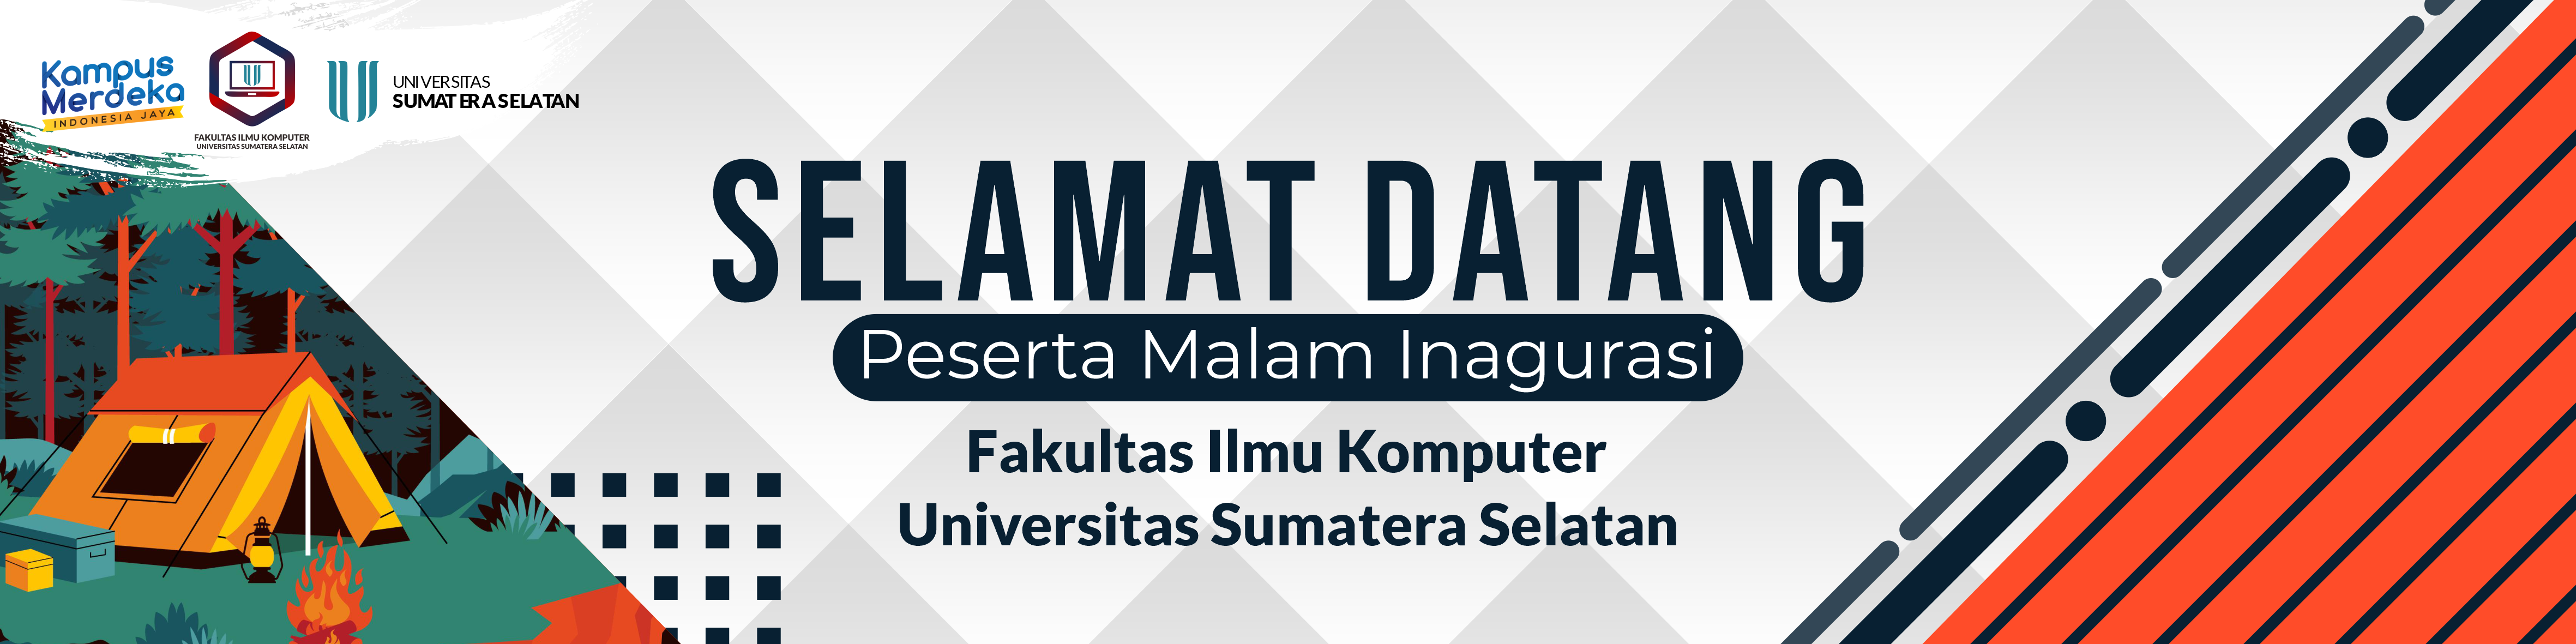 Kampus
Merdeka
INDONESIA JAYA
FAKULTAS ILMU KOMPUTER
UNIVERSITAS SUMATERA SELATAN
UNIVERSITAS
SUMATERA SELATAN
SELAMAT DATANG
Peserta Malam Inagurasi
Fakultas Ilmu Komputer
Universitas Sumatera Selatan